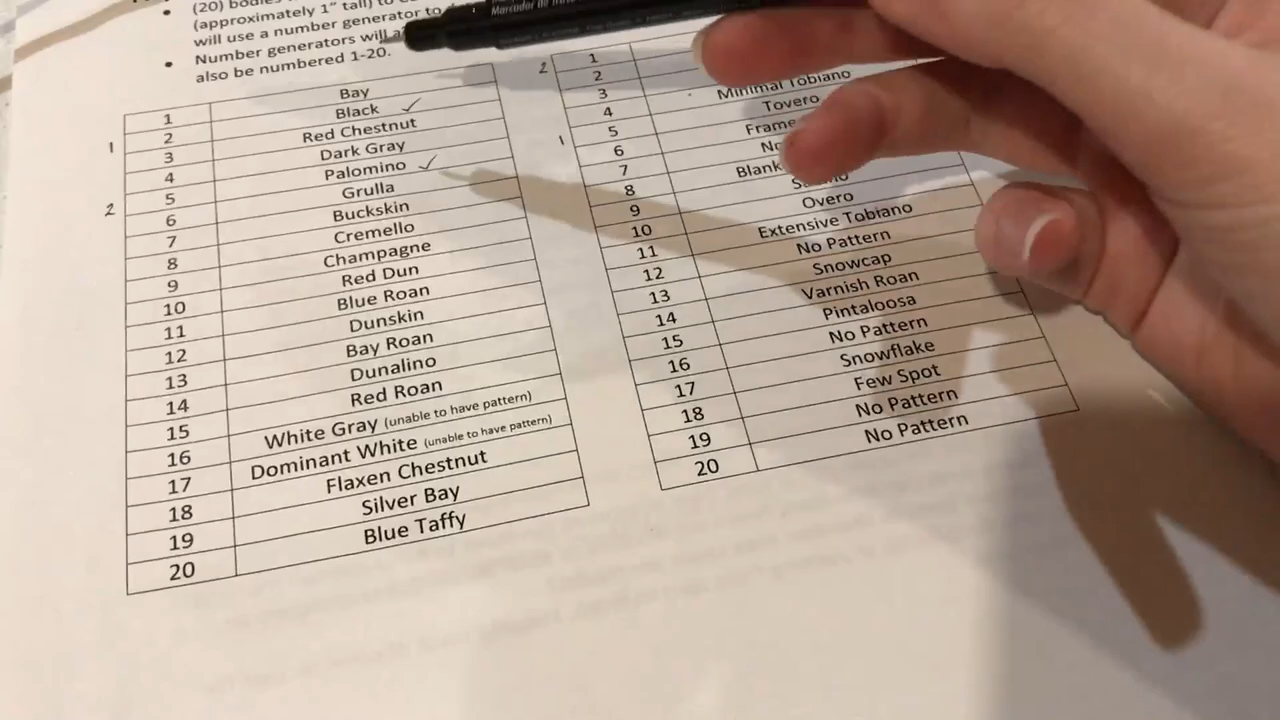 (20) bodies
(approximately 1" tall) to
will use a number generator to
Number generators will
also be numbered 1-20.
1 Bay
1 2 Black ✓
3 Red Chestnut
4 Dark Gray
2 5 Palomino ✓
6 Grulla
7 Buckskin
8 Cremello
9 Champagne
10 Red Dun
11 Blue Roan
12 Dunskin
13 Bay Roan
14 Dunalino
15 Red Roan
16 White Gray (unable to have pattern)
17 Dominant White (unable to have pattern)
18 Flaxen Chestnut
19 Silver Bay
20 Blue Taffy
2 1
2
3
4 Minimal Tobiano
1 5 Tovero
6 Frame
7
8
9
10 Overo
11 Extensive Tobiano
12 No Pattern
13 Snowcap
14 Varnish Roan
15 Pintaloosa
16 No Pattern
17 Snowflake
18 Few Spot
19 No Pattern
20 No Pattern